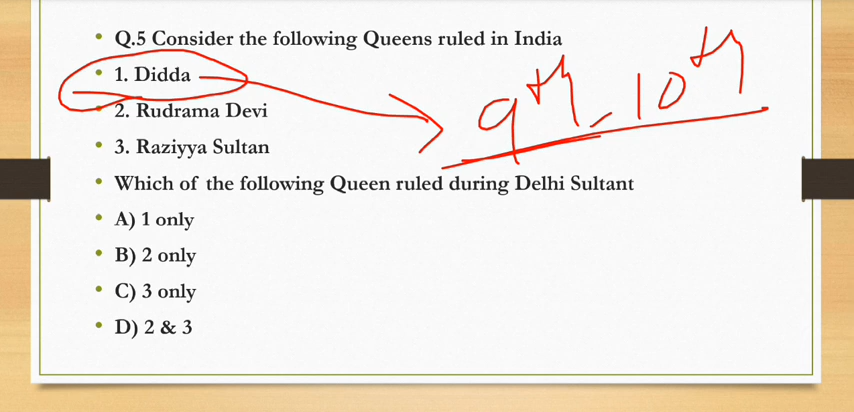 Q.5 Consider the following Queens ruled in India
1. Didda
9th - 10th
2. Rudrama Devi
3. Raziyya Sultan
Which of the following Queen ruled during Delhi Sultant
A) 1 only
B) 2 only
C) 3 only
D) 2 & 3